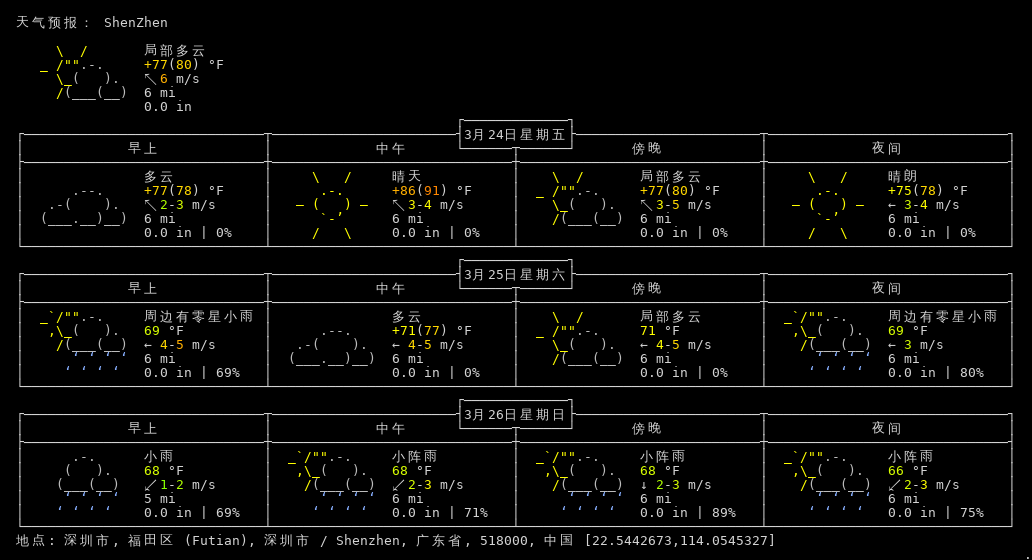 天气预报： ShenZhen
局部多云
+77(80) °F
↖ 6 m/s
6 mi
0.0 in
3月24日星期五
早上 中午 傍晚 夜间
多云 晴天 局部多云 晴朗
+77(78) °F +86(91) °F +77(80) °F +75(78) °F
↖ 2-3 m/s ↖ 3-4 m/s ↖ 3-5 m/s ← 3-4 m/s
6 mi 6 mi 6 mi 6 mi
0.0 in | 0% 0.0 in | 0% 0.0 in | 0% 0.0 in | 0%
3月25日星期六
早上 中午 傍晚 夜间
周边有零星小雨 多云 局部多云 周边有零星小雨
69 °F +71(77) °F 71 °F 69 °F
← 4-5 m/s ← 4-5 m/s ← 4-5 m/s ← 3 m/s
6 mi 6 mi 6 mi 6 mi
0.0 in | 69% 0.0 in | 0% 0.0 in | 0% 0.0 in | 80%
3月26日星期日
早上 中午 傍晚 夜间
小雨 小阵雨 小阵雨 小阵雨
68 °F 68 °F 68 °F 66 °F
↙ 1-2 m/s ↙ 2-3 m/s ↓ 2-3 m/s ↙ 2-3 m/s
5 mi 6 mi 6 mi 6 mi
0.0 in | 69% 0.0 in | 71% 0.0 in | 89% 0.0 in | 75%
地点: 深圳市, 福田区 (Futian), 深圳市 / Shenzhen, 广东省, 518000, 中国 [22.5442673,114.0545327]